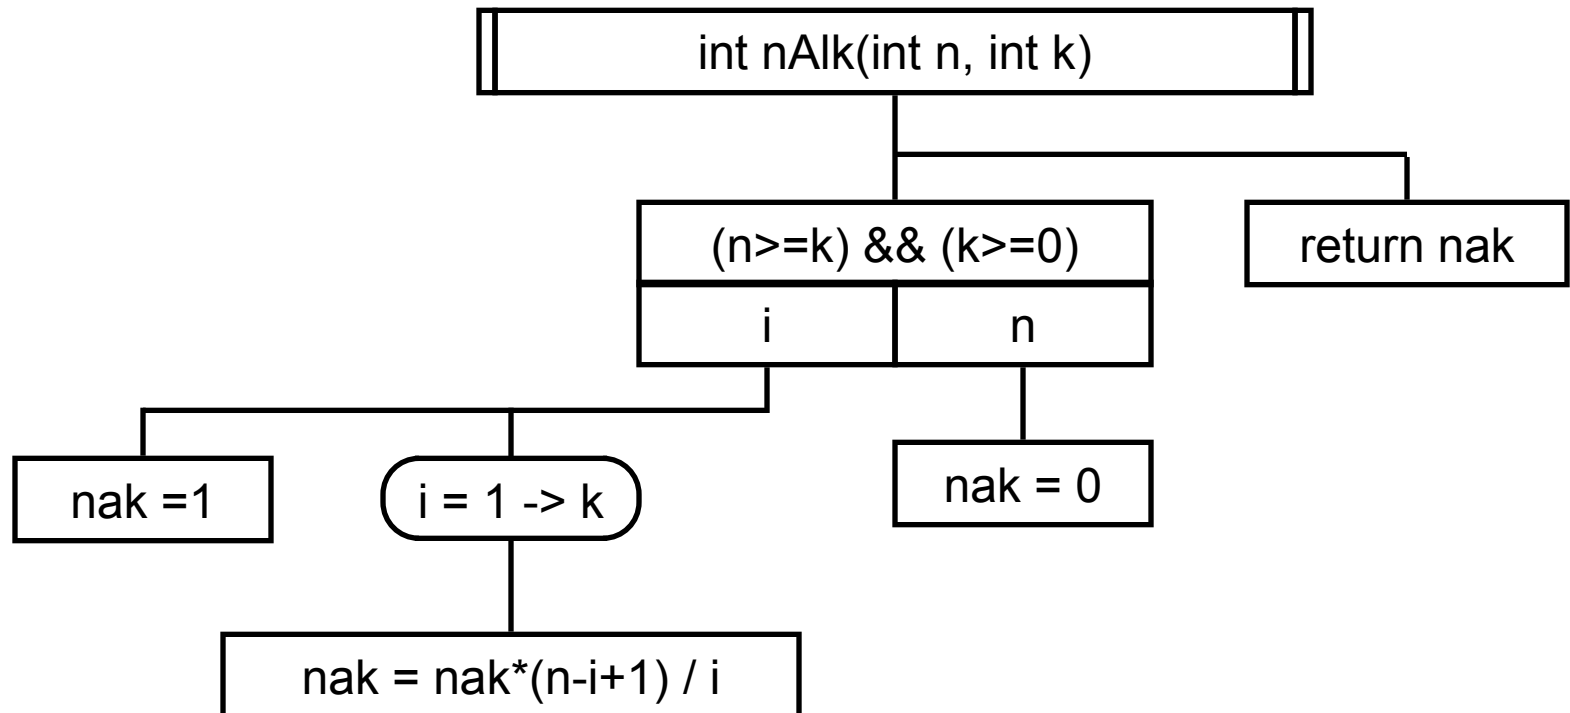 int nAlk(int n, int k)
(n>=k) && (k>=0)
return nak
i
n
nak =1
i = 1 -> k
nak = 0
nak = nak*(n-i+1) / i